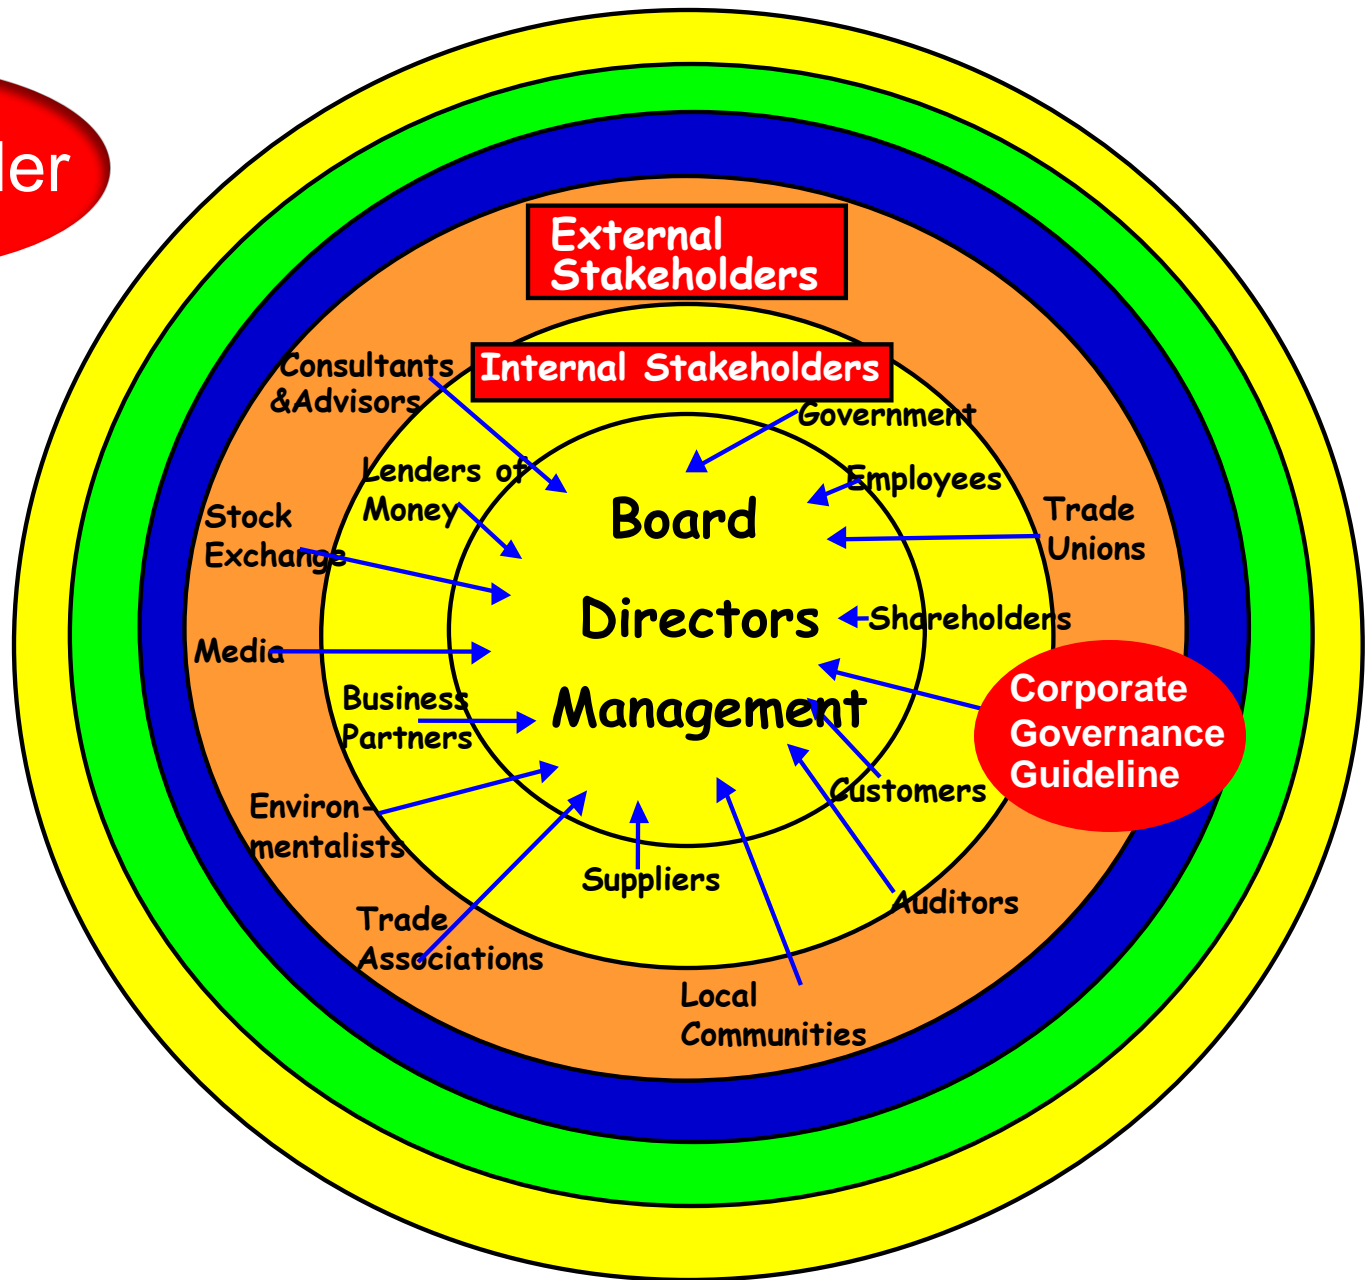 der
External
Stakeholders
Internal Stakeholders
Consultants
&Advisors
Government
Lenders of
Money
Employees
Stock
Exchange
Board
Trade
Unions
Directors
Shareholders
Media
Business
Partners
Management
Corporate
Governance
Guideline
Environ-
mentalists
Customers
Suppliers
Auditors
Trade
Associations
Local
Communities